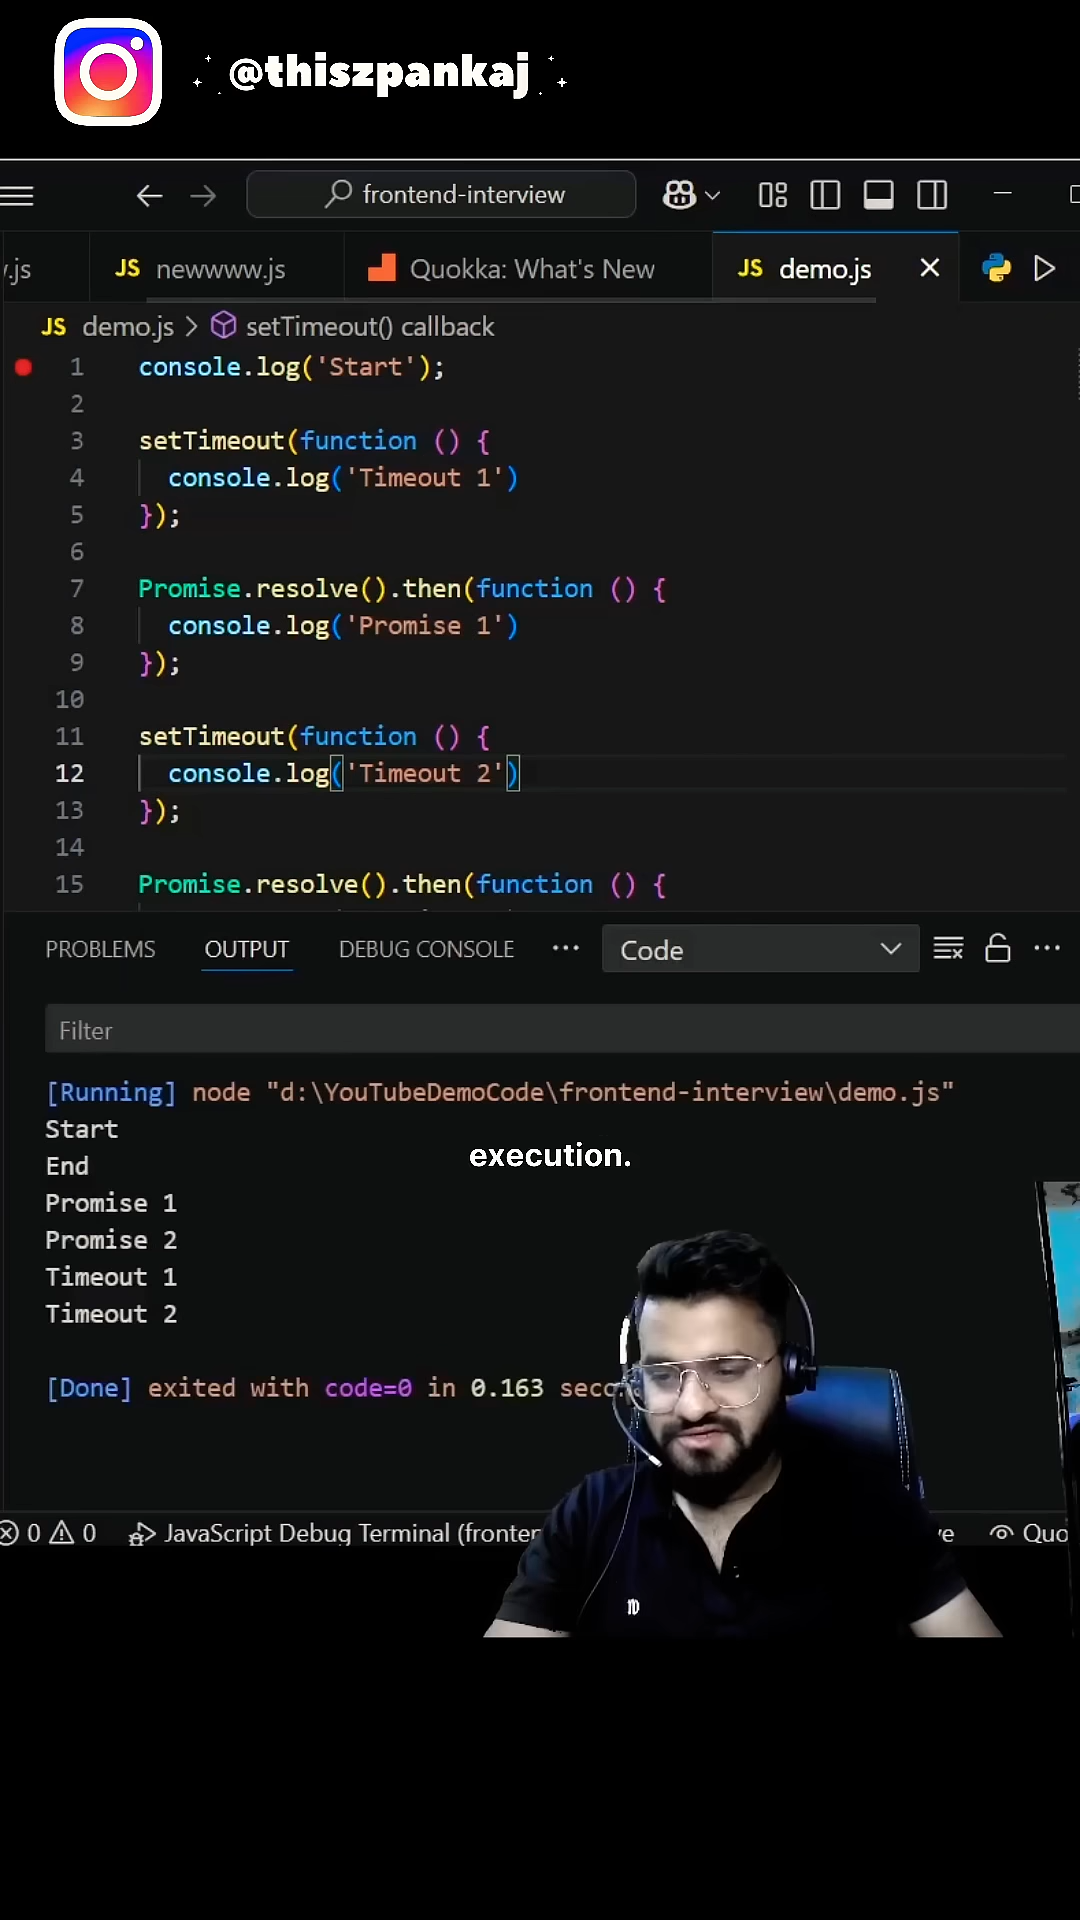 @thiszpankaj
frontend-interview
.js
JS newwww.js
Quokka: What's New
JS demo.js
JS demo.js > setTimeout() callback
1 console.log('Start');
2
3 setTimeout(function () {
4 console.log('Timeout 1')
5 });
6
7 Promise.resolve().then(function () {
8 console.log('Promise 1')
9 });
10
11 setTimeout(function () {
12 console.log('Timeout 2')
13 });
14
15 Promise.resolve().then(function () {
PROBLEMS OUTPUT DEBUG CONSOLE ··· Code ···
Filter
[Running] node "d:\YouTubeDemoCode\frontend-interview\demo.js"
Start
execution.
End
Promise 1
Promise 2
Timeout 1
Timeout 2
[Done] exited with code=0 in 0.163 sec
0 0 JavaScript Debug Terminal (fronten
Quo